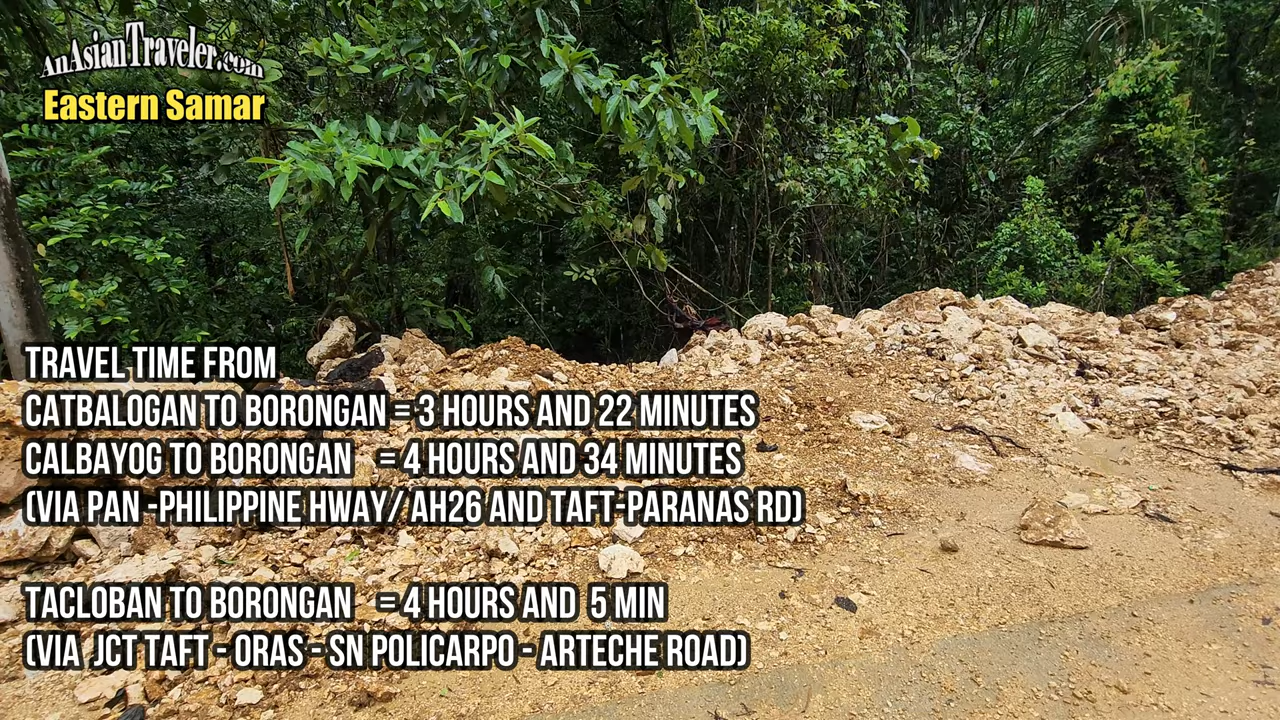 AnAsianTraveler.com
Eastern Samar
TRAVEL TIME FROM
CATBALOGAN TO BORONGAN = 3 HOURS AND 22 MINUTES
CALBAYOG TO BORONGAN = 4 HOURS AND 34 MINUTES
(VIA PAN -PHILIPPINE HWAY/ AH26 AND TAFT-PARANAS RD)
TACLOBAN TO BORONGAN = 4 HOURS AND 5 MIN
(VIA JCT TAFT - ORAS - SN POLICARPO - ARTECHE ROAD)